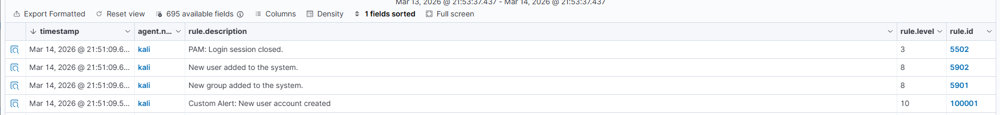 Mar 13, 2026 @ 21:53:37.437 - Mar 14, 2026 @ 21:53:37.437
Export Formatted Reset view 695 available fields Columns Density 1 fields sorted Full screen
timestamp agent.n... rule.description rule.level rule.id
Mar 14, 2026 @ 21:51:09.6... kali PAM: Login session closed. 3 5502
Mar 14, 2026 @ 21:51:09.6... kali New user added to the system. 8 5902
Mar 14, 2026 @ 21:51:09.6... kali New group added to the system. 8 5901
Mar 14, 2026 @ 21:51:09.5... kali Custom Alert: New user account created 10 100001